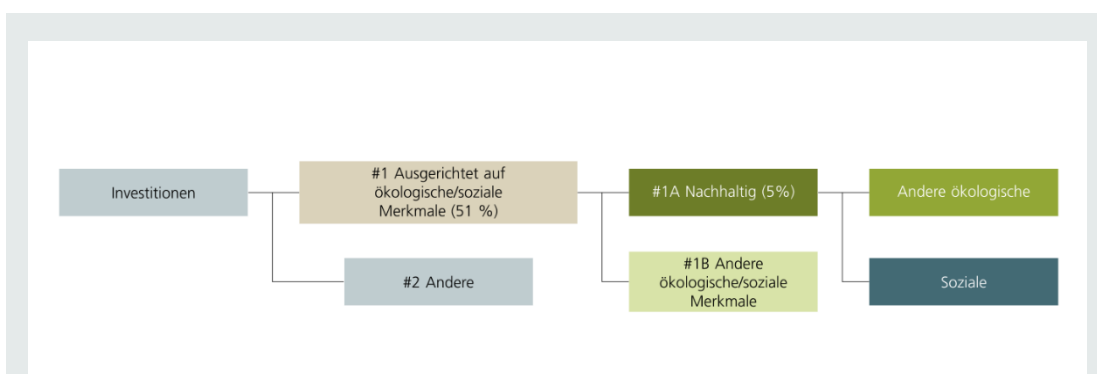 Investitionen
#1 Ausgerichtet auf
ökologische/soziale
Merkmale (51 %)
#1A Nachhaltig (5%)
Andere ökologische
#2 Andere
#1B Andere
ökologische/soziale
Merkmale
Soziale